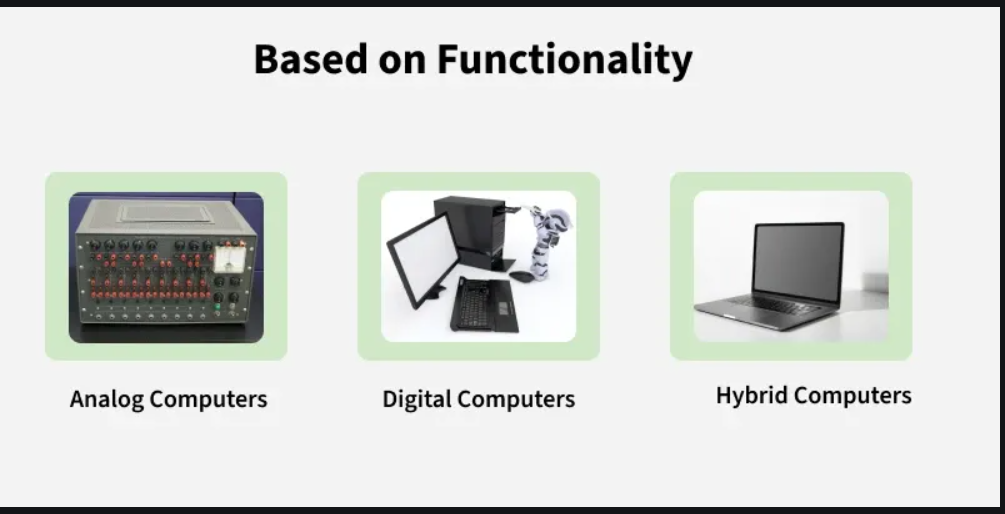 Based on Functionality
Analog Computers
Digital Computers
Hybrid Computers